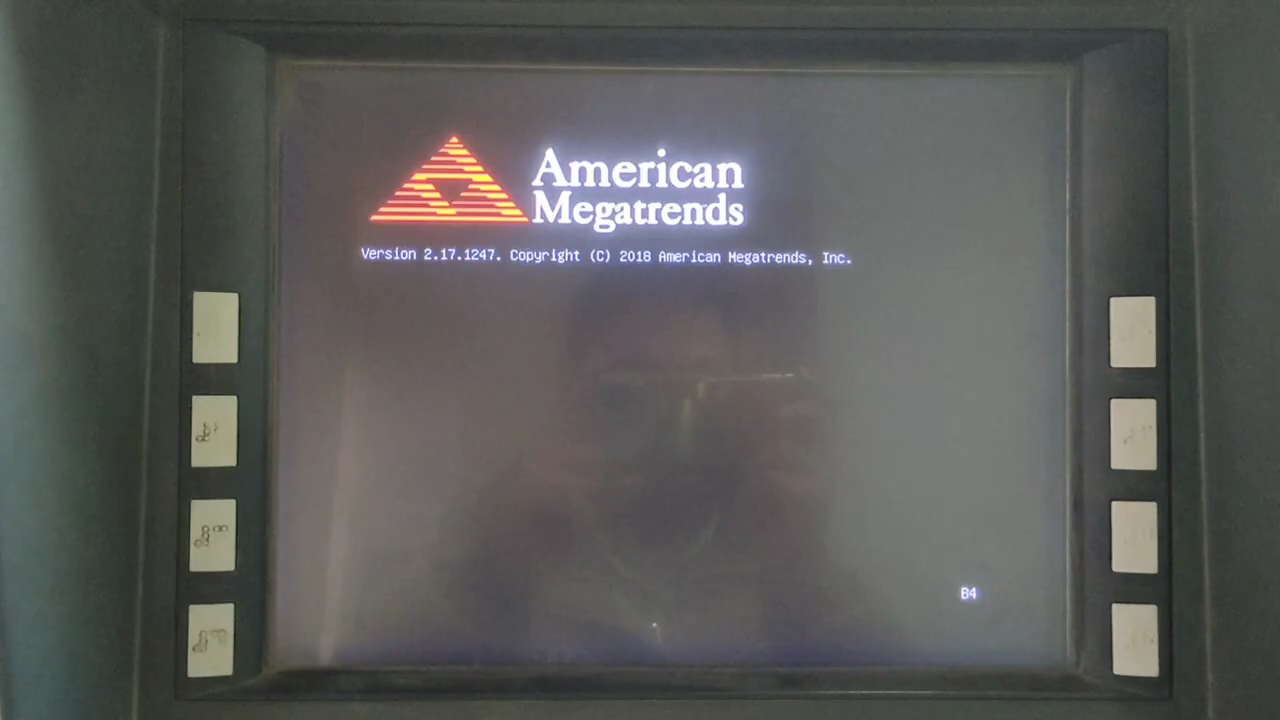 American
Megatrends
Version 2.17.1247. Copyright (C) 2018 American Megatrends, Inc.
B4